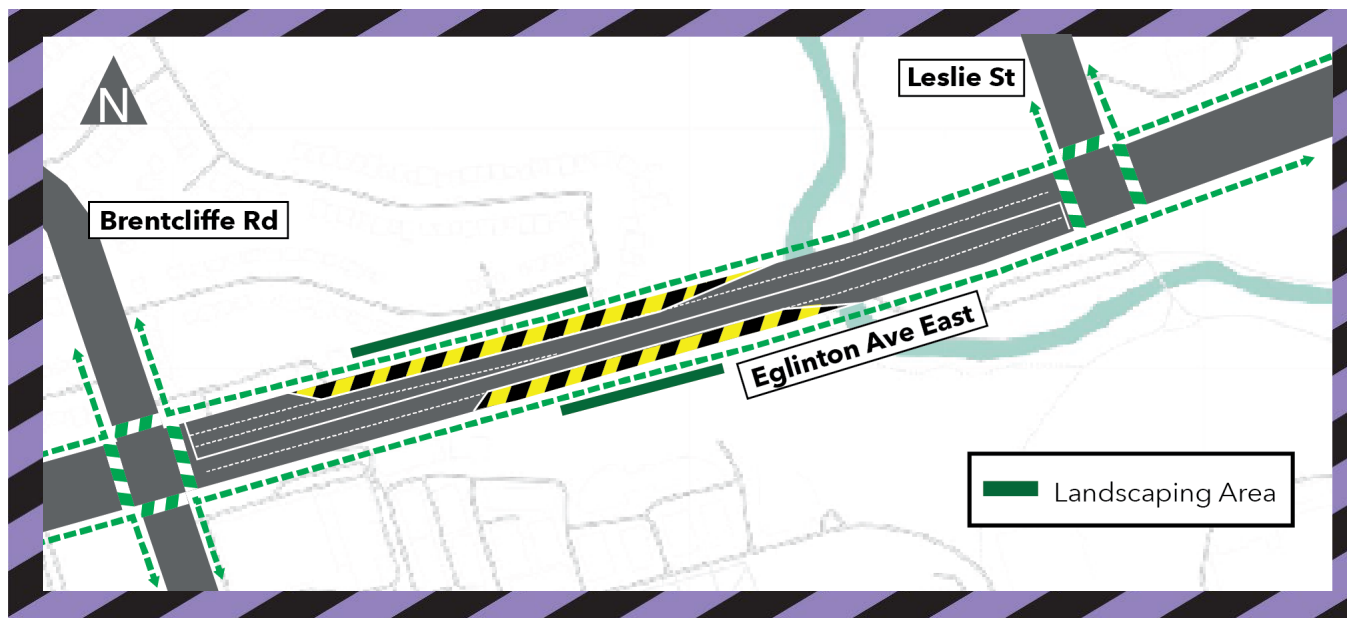 N
Leslie St
Brentcliffe Rd
Eglinton Ave East
Landscaping Area